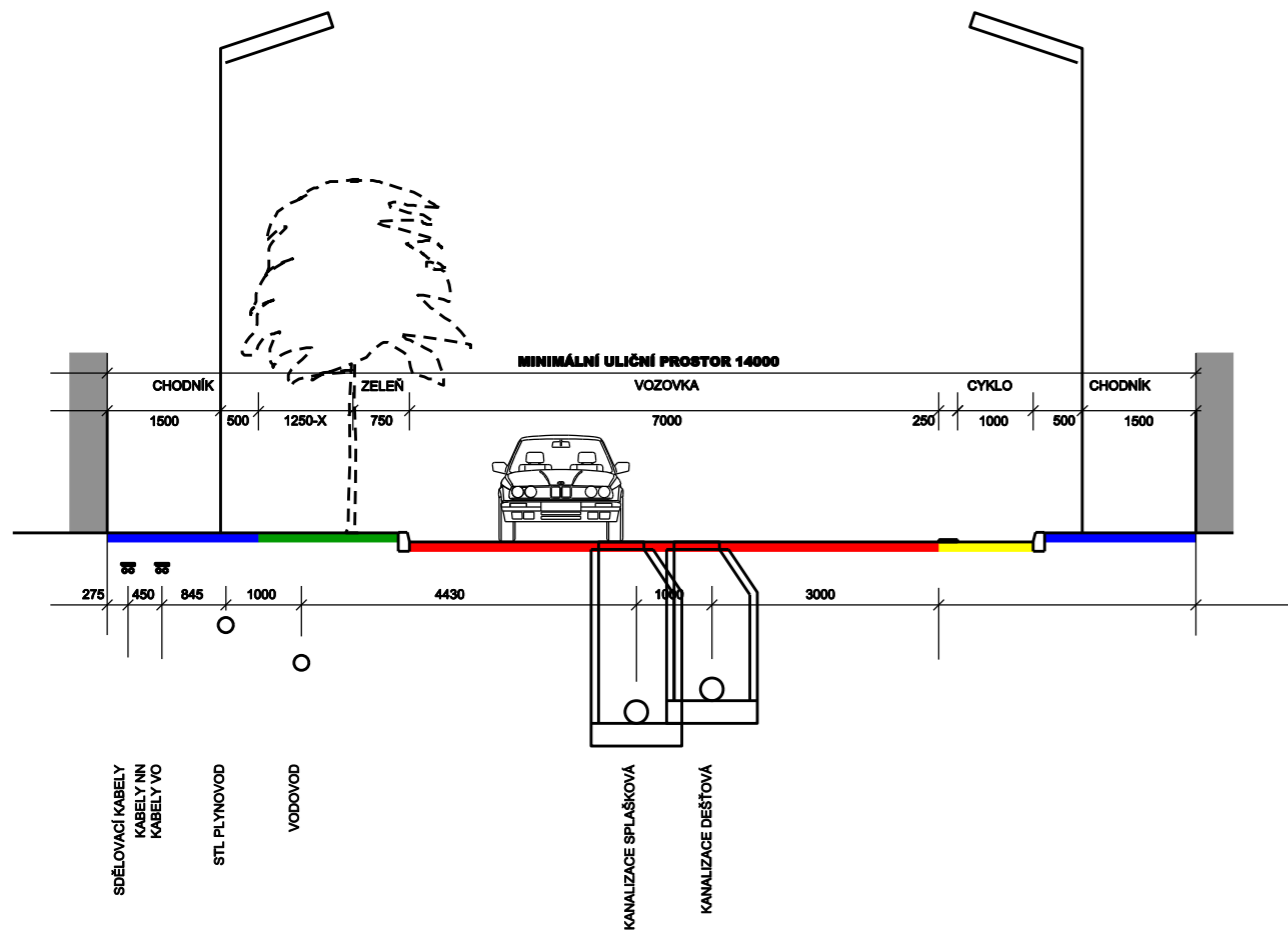 MINIMÁLNÍ ULIČNÍ PROSTOR 14000
CHODNÍK ZELEŇ VOZOVKA CYKLO CHODNÍK
1500 500 1250-X 750 7000 250 1000 500 1500
275 450 845 1000 4430 1000 3000
SDĚLOVACÍ KABELY
KABELY NN
KABELY VO
STL PLYNOVOD
VODOVOD
KANALIZACE SPLAŠKOVÁ
KANALIZACE DEŠŤOVÁ